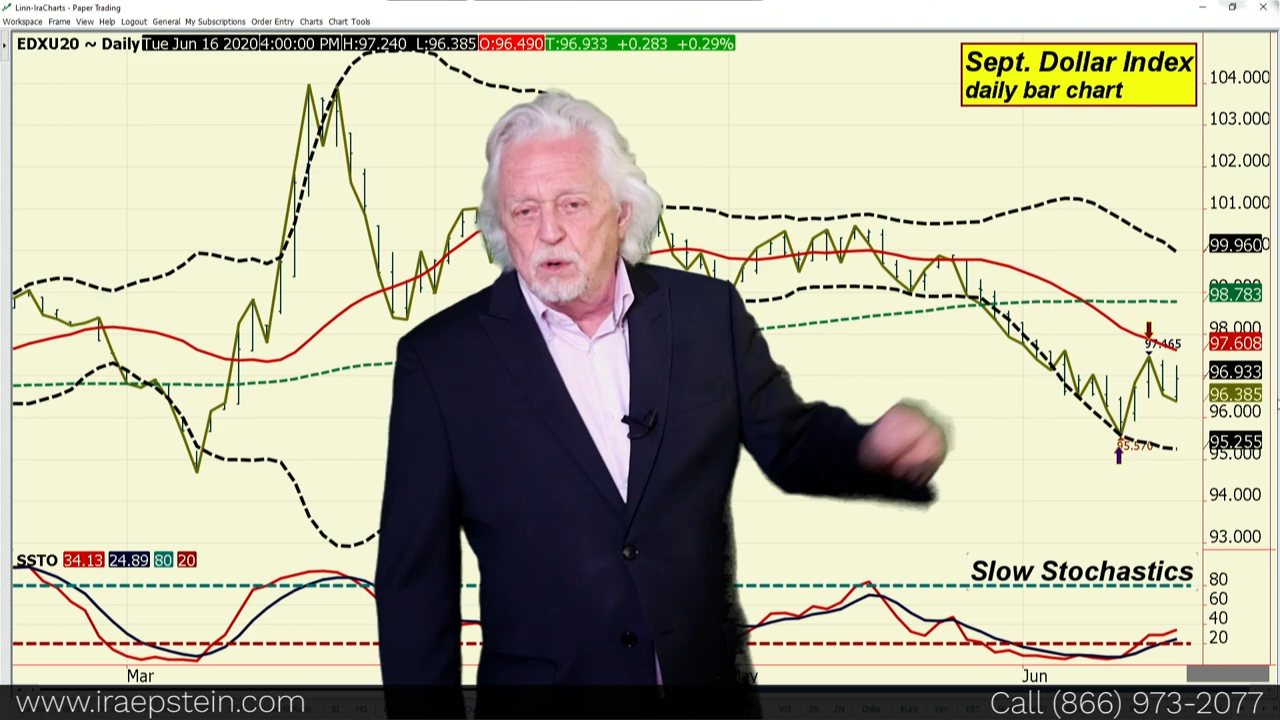 Linn-IraCharts - Paper Trading
Workspace Frame View Help Logout General My Subscriptions Order Entry Charts Chart Tools
EDXU20 ~ Daily Tue Jun 16 2020 4:00:00 PM H:97.240 L:96.385 O:96.490 T:96.933 +0.283 +0.29%
Sept. Dollar Index
daily bar chart
104.000
103.000
102.000
101.000
99.960
98.783
98.000
97.465
97.608
96.933
96.385
96.000
95.255
95.570
95.000
94.000
93.000
SSTO 34.13 24.89 80 20
Slow Stochastics
80
60
40
20
Mar
Jun
www.iraepstein.com
Call (866) 973-2077